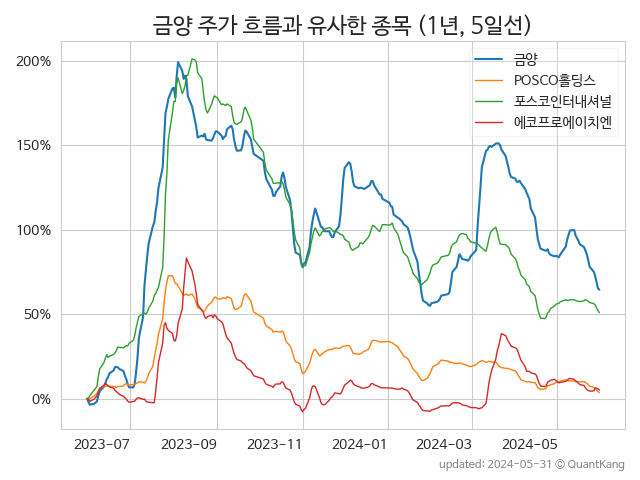 금양 주가 흐름과 유사한 종목 (1년, 5일선)
금양
POSCO홀딩스
포스코인터내셔널
에코프로에이치엔
200%
150%
100%
50%
0%
2023-07 2023-09 2023-11 2024-01 2024-03 2024-05
updated: 2024-05-31 © QuantKang